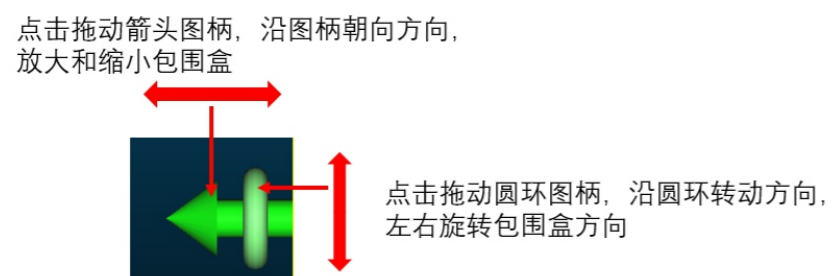 点击拖动箭头图柄，沿图柄朝向方向，
放大和缩小包围盒
点击拖动圆环图柄，沿圆环转动方向，
左右旋转包围盒方向